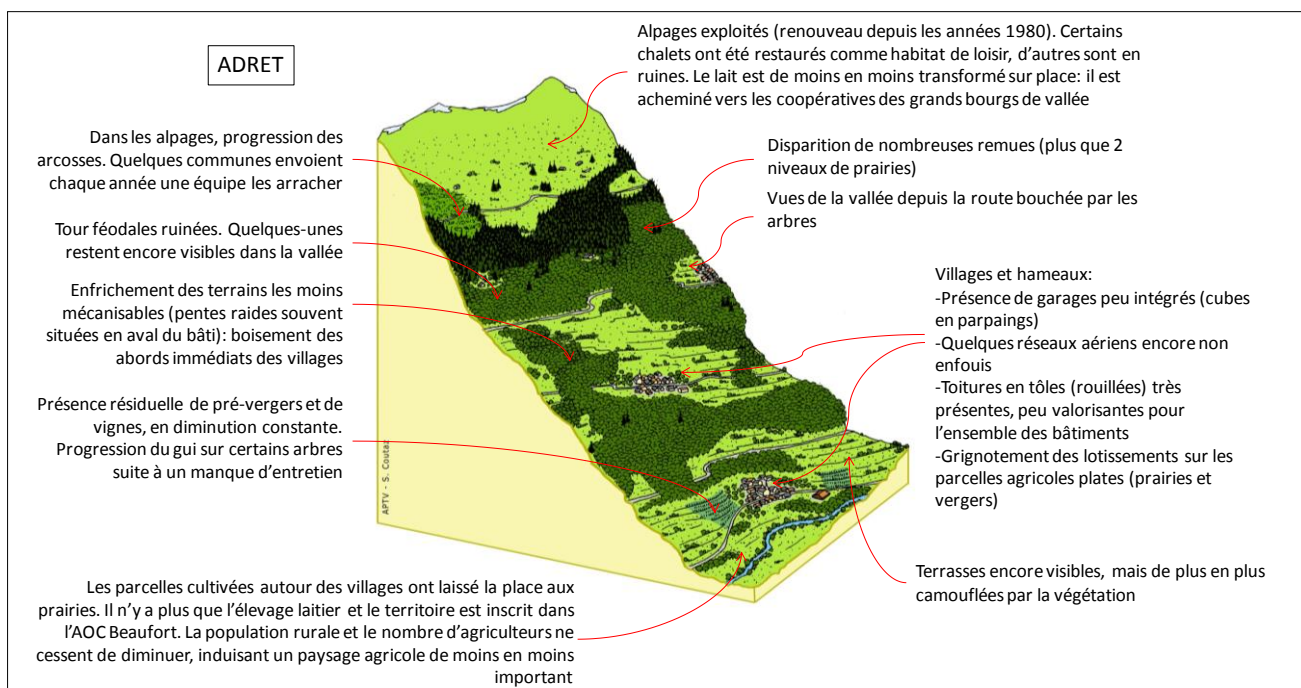 ADRET
Alpages exploités (renouveau depuis les années 1980). Certains
chalets ont été restaurés comme habitat de loisir, d'autres sont en
ruines. Le lait est de moins en moins transformé sur place: il est
acheminé vers les coopératives des grands bourgs de vallée
Dans les alpages, progression des
arcosses. Quelques communes envoient
chaque année une équipe les arracher
Disparition de nombreuses remues (plus que 2
niveaux de prairies)
Vues de la vallée depuis la route bouchée par les
arbres
Tour féodales ruinées. Quelques-unes
restent encore visibles dans la vallée
Enfrichement des terrains les moins
mécanisables (pentes raides souvent
situées en aval du bâti): boisement des
abords immédiats des villages
Villages et hameaux:
-Présence de garages peu intégrés (cubes
en parpaings)
-Quelques réseaux aériens encore non
enfouis
-Toitures en tôles (rouillées) très
présentes, peu valorisantes pour
l'ensemble des bâtiments
-Grignotement des lotissements sur les
parcelles agricoles plates (prairies et
vergers)
Présence résiduelle de pré-vergers et de
vignes, en diminution constante.
Progression du gui sur certains arbres
suite à un manque d'entretien
APTV - S. Coutaz
Terrasses encore visibles, mais de plus en plus
camouflées par la végétation
Les parcelles cultivées autour des villages ont laissé la place aux
prairies. Il n'y a plus que l'élevage laitier et le territoire est inscrit dans
l'AOC Beaufort. La population rurale et le nombre d'agriculteurs ne
cessent de diminuer, induisant un paysage agricole de moins en moins
important